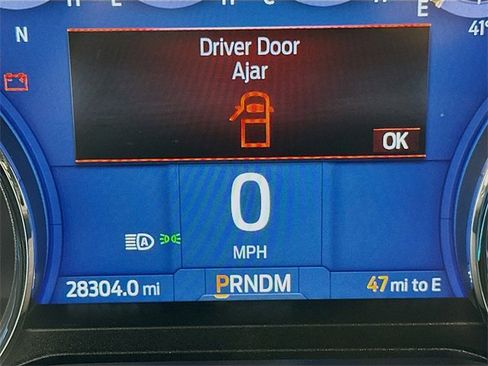 E
N
41°
Driver Door
Ajar
OK
0
MPH
A
28304.0 mi
PRNDM
47 mi to E